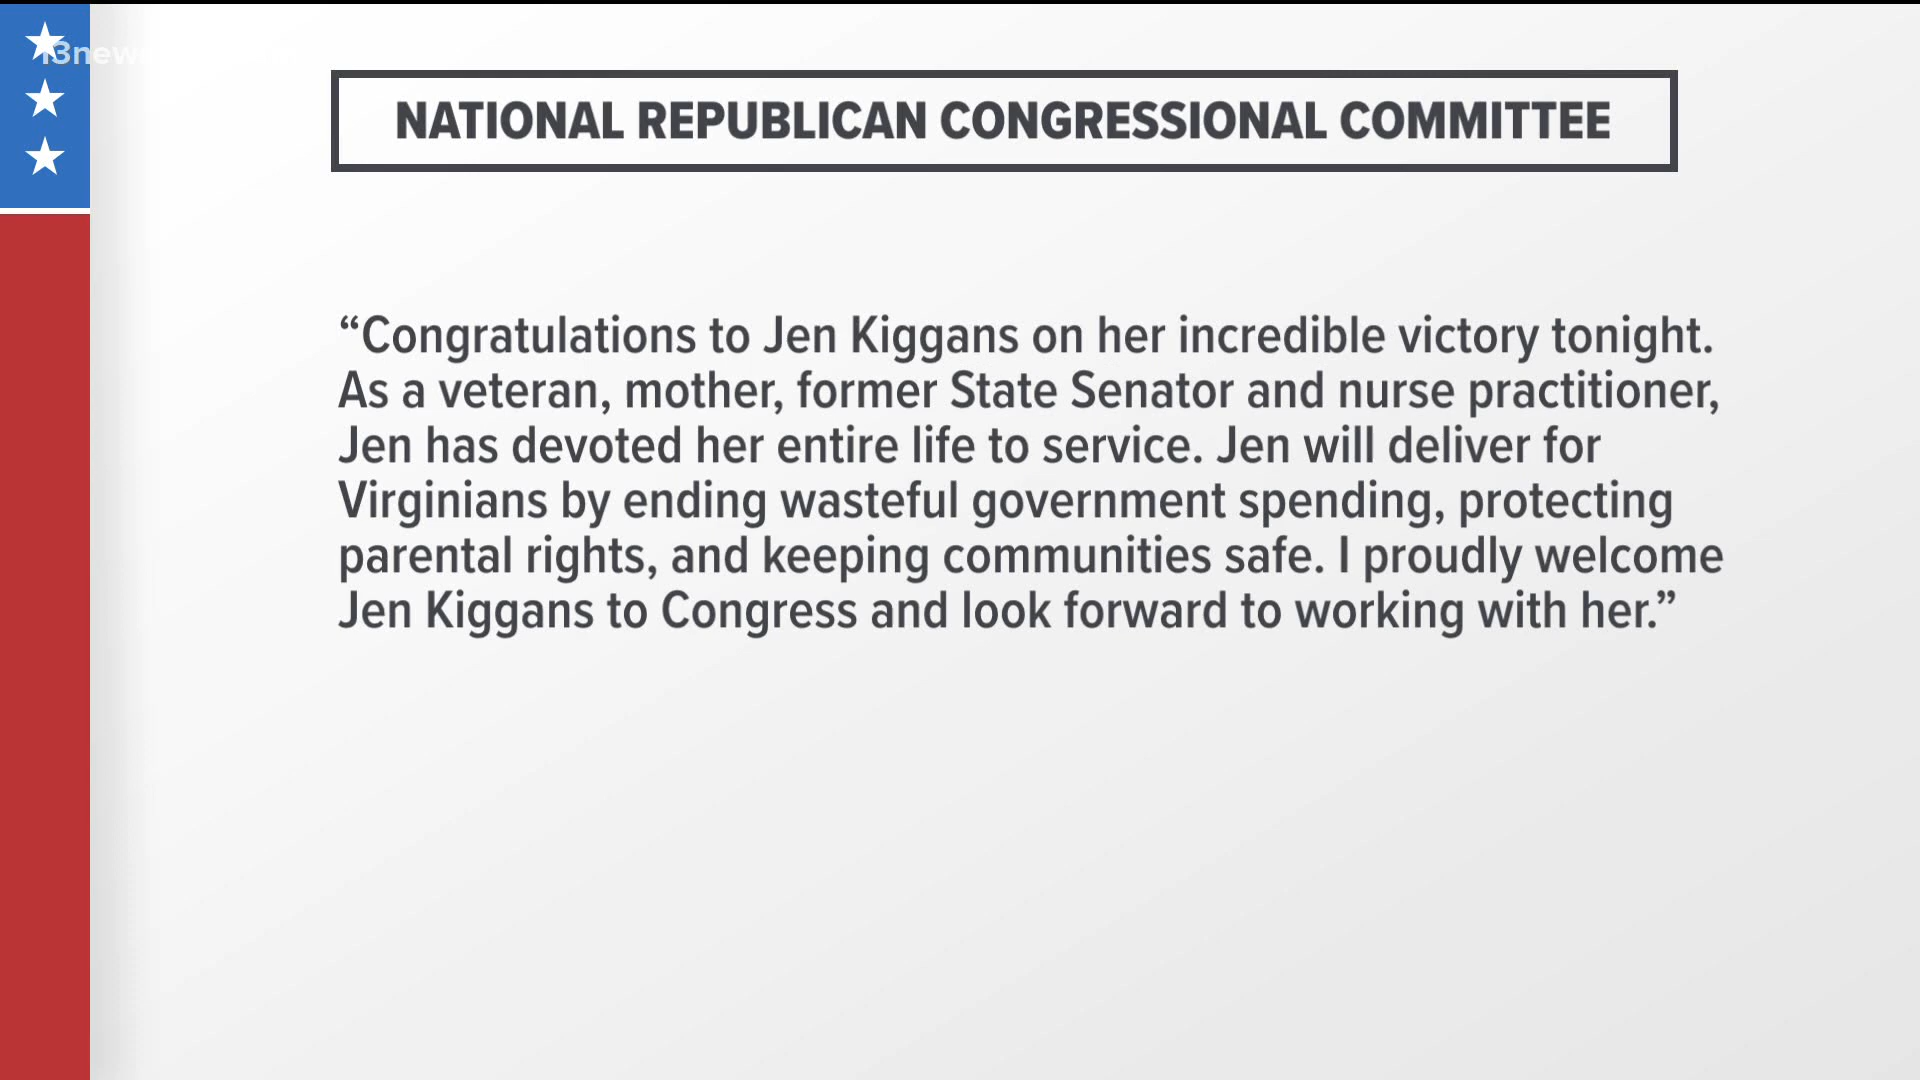 NATIONAL REPUBLICAN CONGRESSIONAL COMMITTEE
“Congratulations to Jen Kiggans on her incredible victory tonight.
As a veteran, mother, former State Senator and nurse practitioner,
Jen has devoted her entire life to service. Jen will deliver for
Virginians by ending wasteful government spending, protecting
parental rights, and keeping communities safe. I proudly welcome
Jen Kiggans to Congress and look forward to working with her.”